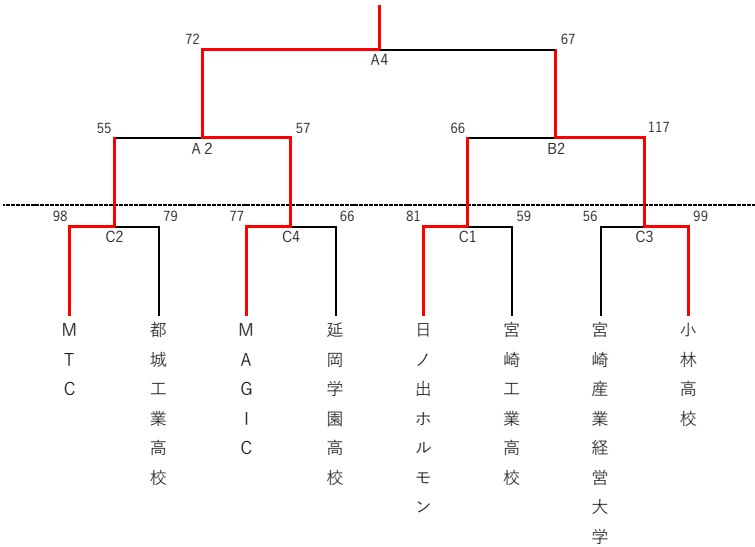 72
67
A4
55
57
66
117
A 2
B2
98
79
77
66
81
59
56
99
C2
C4
C1
C3
MTC
都城工業高校
MAGIC
延岡学園高校
日ノ出ホルモン
宮崎工業高校
宮崎産業経営大学
小林高校